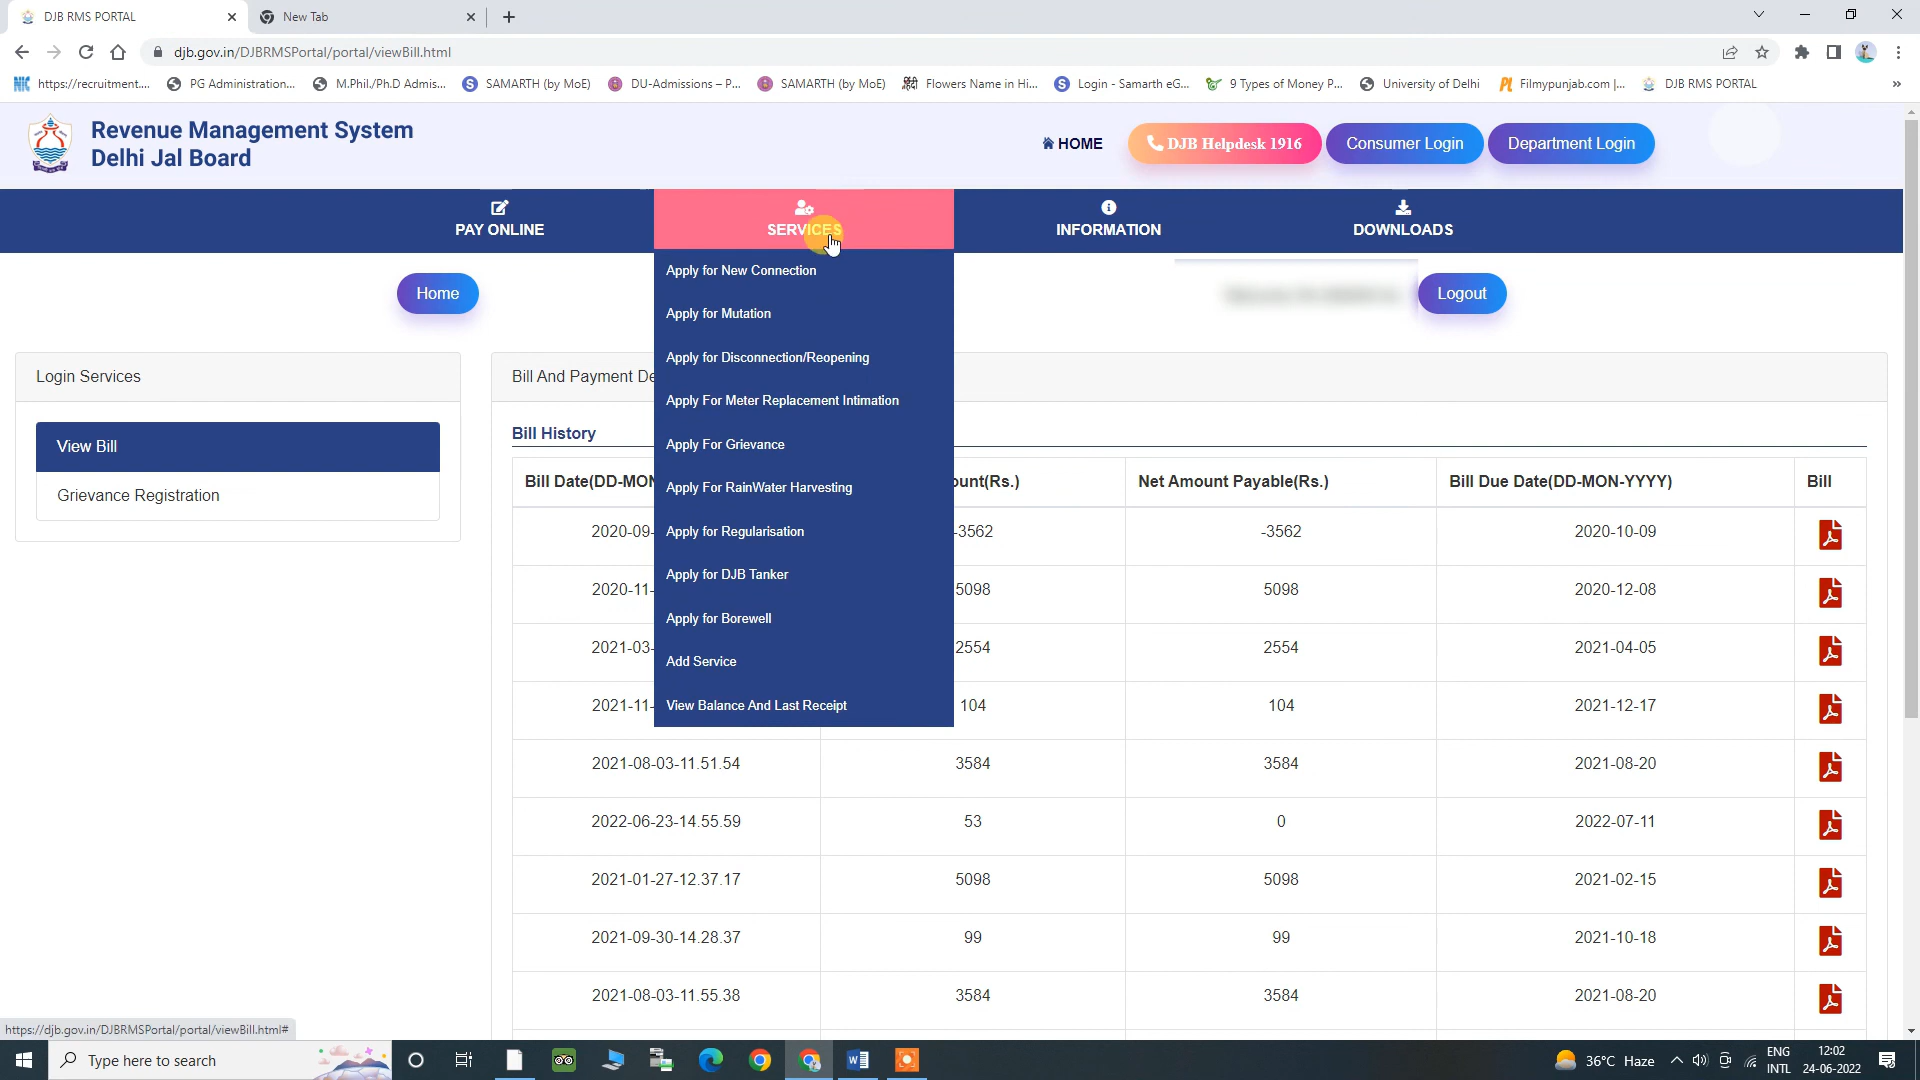 DJB RMS PORTAL
New Tab
djb.gov.in/DJBRMSPortal/portal/viewBill.html
https://recruitment....
PG Administration...
M.Phil./Ph.D Admis...
SAMARTH (by MoE)
DU-Admissions – P...
SAMARTH (by MoE)
Flowers Name in Hi...
Login - Samarth eG...
9 Types of Money P...
University of Delhi
Filmypunjab.com |...
DJB RMS PORTAL
»
Revenue Management System
Delhi Jal Board
HOME
DJB Helpdesk 1916
Consumer Login
Department Login
PAY ONLINE
SERVICES
INFORMATION
DOWNLOADS
Home
Logout
Apply for New Connection
Apply for Mutation
Apply for Disconnection/Reopening
Apply For Meter Replacement Intimation
Apply For Grievance
Apply For RainWater Harvesting
Apply for Regularisation
Apply for DJB Tanker
Apply for Borewell
Add Service
View Balance And Last Receipt
Login Services
View Bill
Grievance Registration
Bill And Payment De
Bill History
Bill Date(DD-MON ount(Rs.) Net Amount Payable(Rs.) Bill Due Date(DD-MON-YYYY) Bill
2020-09- -3562 -3562 2020-10-09
2020-11- 5098 5098 2020-12-08
2021-03- 2554 2554 2021-04-05
2021-11- 104 104 2021-12-17
2021-08-03-11.51.54 3584 3584 2021-08-20
2022-06-23-14.55.59 53 0 2022-07-11
2021-01-27-12.37.17 5098 5098 2021-02-15
2021-09-30-14.28.37 99 99 2021-10-18
2021-08-03-11.55.38 3584 3584 2021-08-20
https://djb.gov.in/DJBRMSPortal/portal/viewBill.html#
Type here to search
36°C Haze
ENG
INTL
12:02
24-06-2022